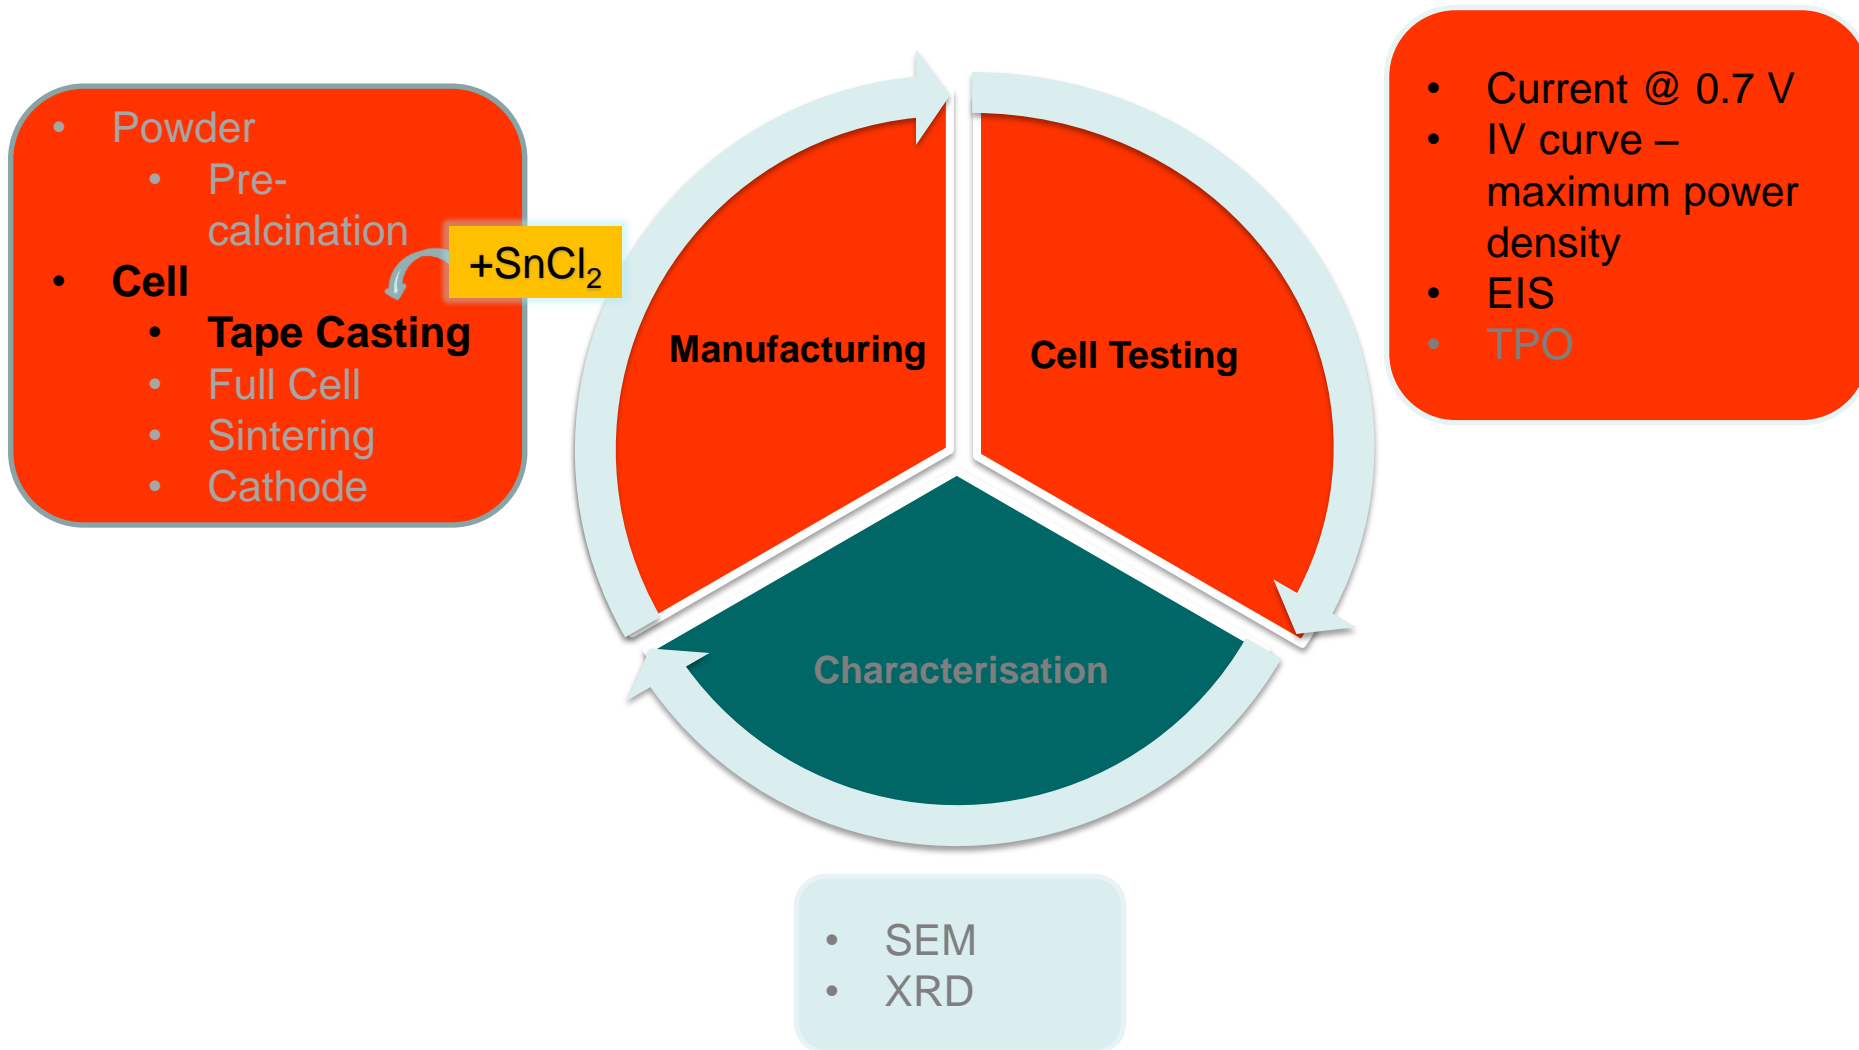 • Powder
• Pre-
calcination
+SnCl₂
• Cell
• Tape Casting
• Full Cell
• Sintering
• Cathode
Manufacturing
Cell Testing
Characterisation
• Current @ 0.7 V
• IV curve –
maximum power
density
• EIS
• TPO
• SEM
• XRD